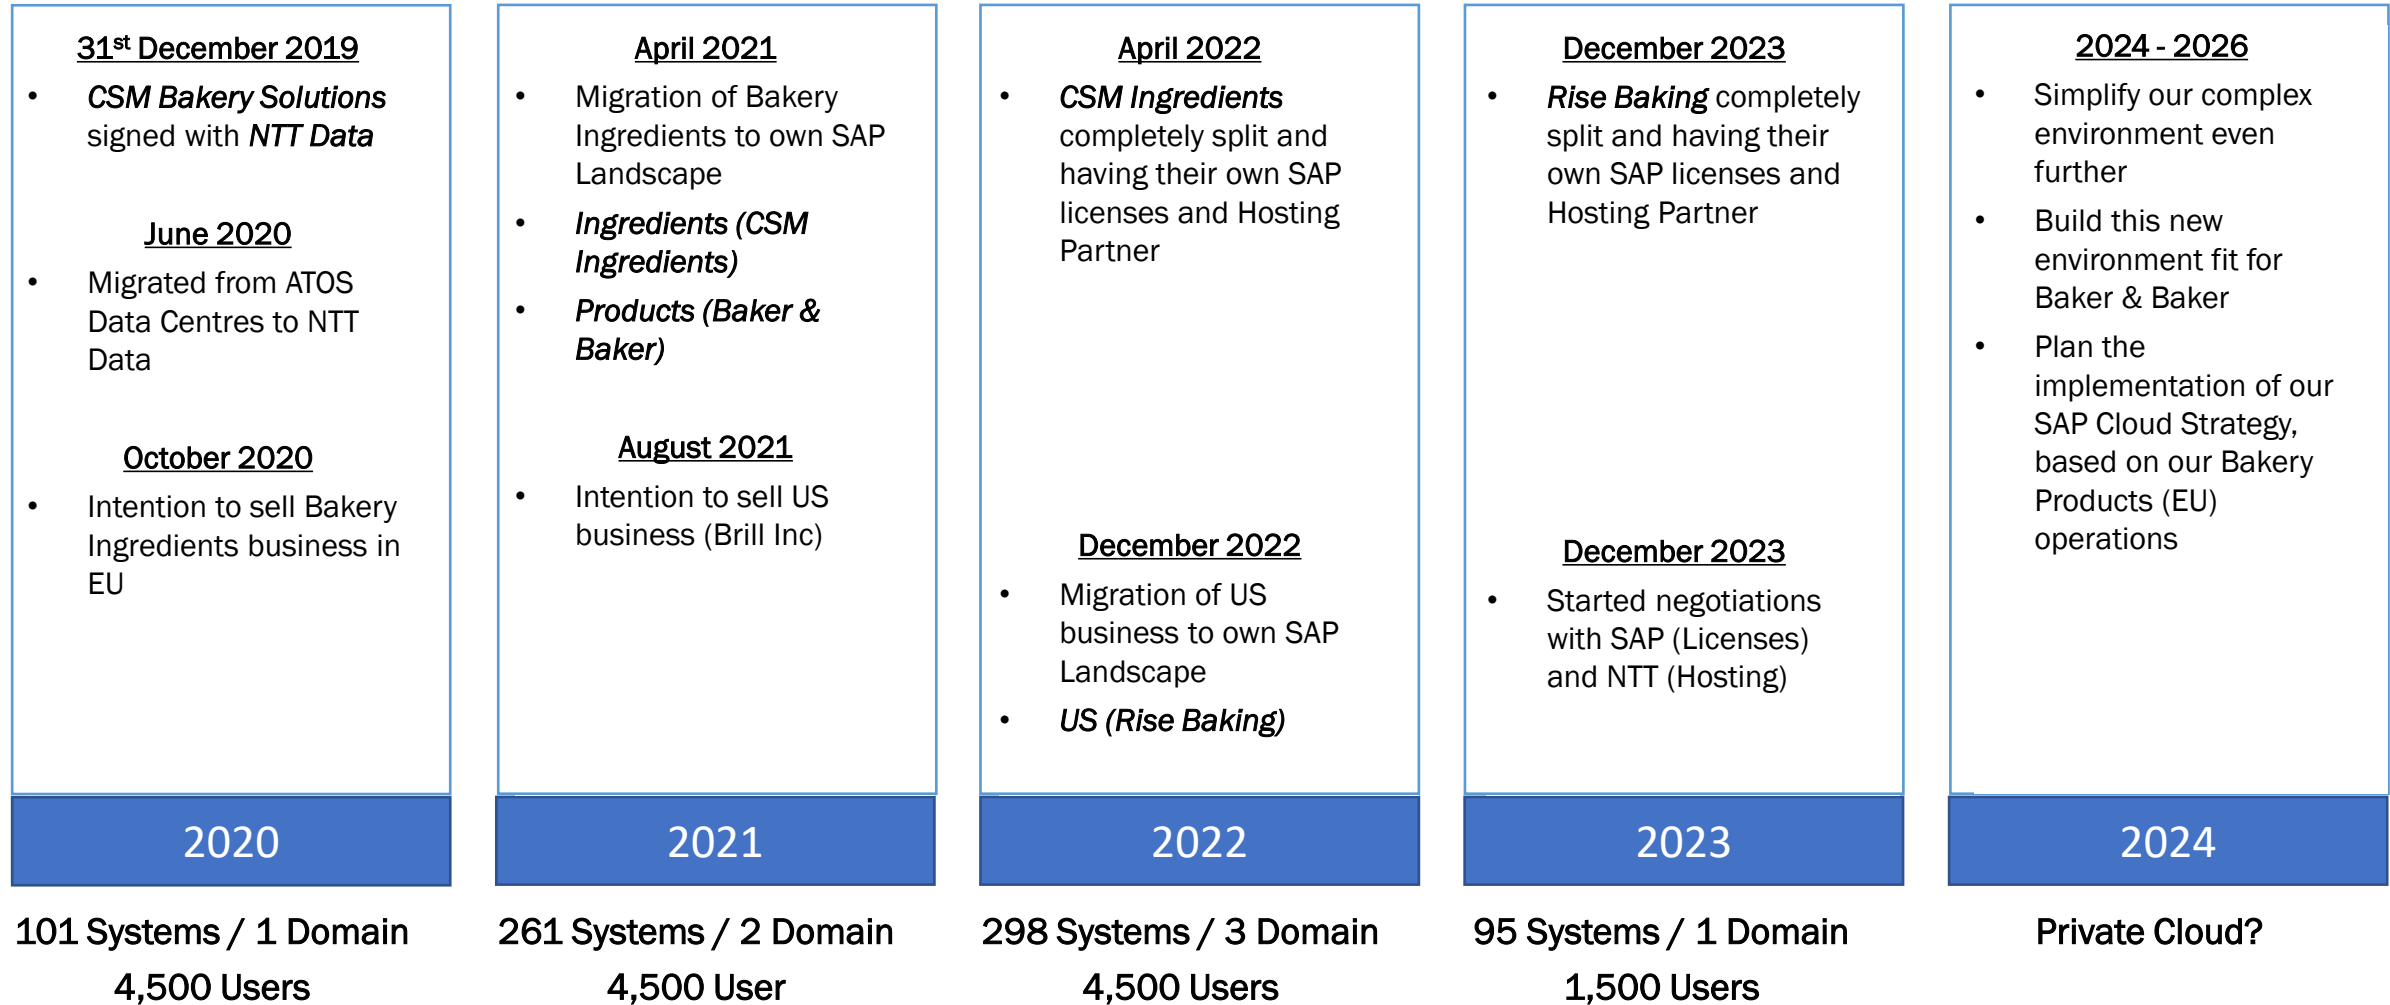 31st December 2019
• CSM Bakery Solutions
signed with NTT Data
June 2020
• Migrated from ATOS
Data Centres to NTT
Data
October 2020
• Intention to sell Bakery
Ingredients business in
EU
2020
101 Systems / 1 Domain
4,500 Users
April 2021
• Migration of Bakery
Ingredients to own SAP
Landscape
• Ingredients (CSM
Ingredients)
• Products (Baker &
Baker)
August 2021
• Intention to sell US
business (Brill Inc)
2021
261 Systems / 2 Domain
4,500 User
April 2022
• CSM Ingredients
completely split and
having their own SAP
licenses and Hosting
Partner
December 2022
• Migration of US
business to own SAP
Landscape
• US (Rise Baking)
2022
298 Systems / 3 Domain
4,500 Users
December 2023
• Rise Baking completely
split and having their
own SAP licenses and
Hosting Partner
December 2023
• Started negotiations
with SAP (Licenses)
and NTT (Hosting)
2023
95 Systems / 1 Domain
1,500 Users
2024 - 2026
• Simplify our complex
environment even
further
• Build this new
environment fit for
Baker & Baker
• Plan the
implementation of our
SAP Cloud Strategy,
based on our Bakery
Products (EU)
operations
2024
Private Cloud?